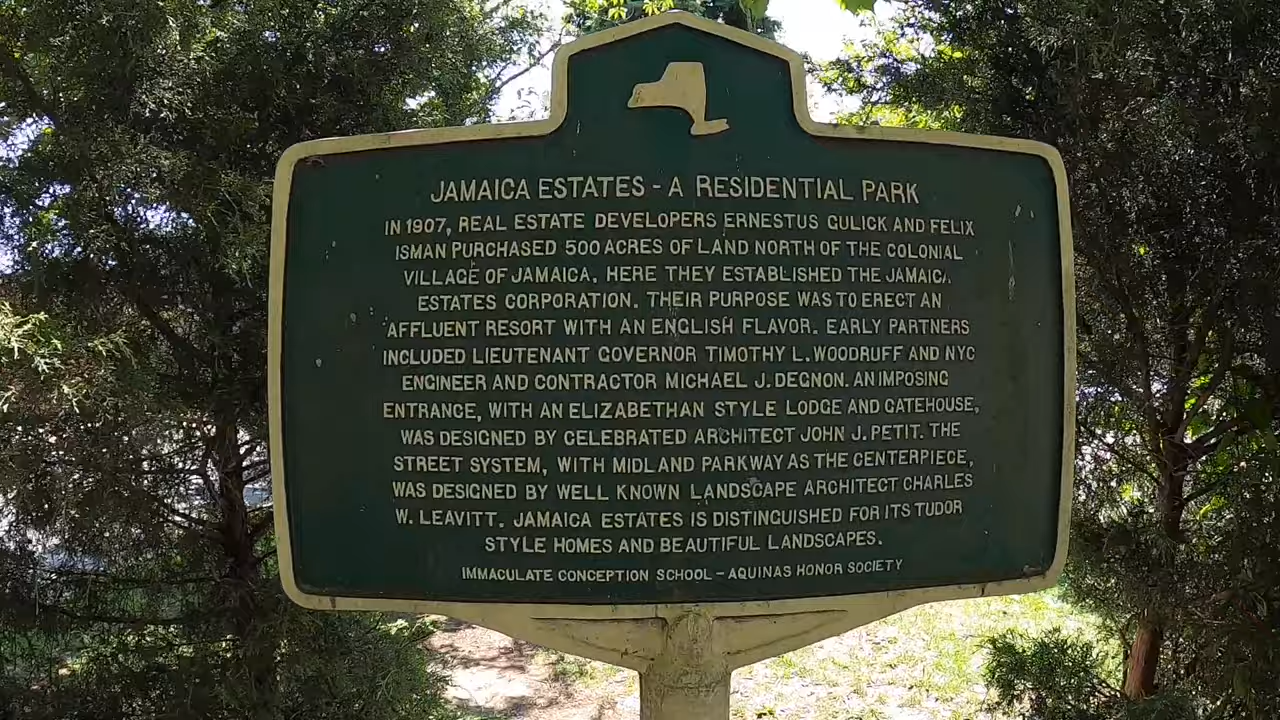 JAMAICA ESTATES - A RESIDENTIAL PARK
IN 1907, REAL ESTATE DEVELOPERS ERNESTUS GULICK AND FELIX
ISMAN PURCHASED 500 ACRES OF LAND NORTH OF THE COLONIAL
VILLAGE OF JAMAICA. HERE THEY ESTABLISHED THE JAMAICA
ESTATES CORPORATION. THEIR PURPOSE WAS TO ERECT AN
AFFLUENT RESORT WITH AN ENGLISH FLAVOR. EARLY PARTNERS
INCLUDED LIEUTENANT GOVERNOR TIMOTHY L. WOODRUFF AND NYC
ENGINEER AND CONTRACTOR MICHAEL J. DEGNON. AN IMPOSING
ENTRANCE, WITH AN ELIZABETHAN STYLE LODGE AND GATEHOUSE,
WAS DESIGNED BY CELEBRATED ARCHITECT JOHN J. PETIT. THE
STREET SYSTEM, WITH MIDLAND PARKWAY AS THE CENTERPIECE,
WAS DESIGNED BY WELL KNOWN LANDSCAPE ARCHITECT CHARLES
W. LEAVITT. JAMAICA ESTATES IS DISTINGUISHED FOR ITS TUDOR
STYLE HOMES AND BEAUTIFUL LANDSCAPES.
IMMACULATE CONCEPTION SCHOOL - AQUINAS HONOR SOCIETY